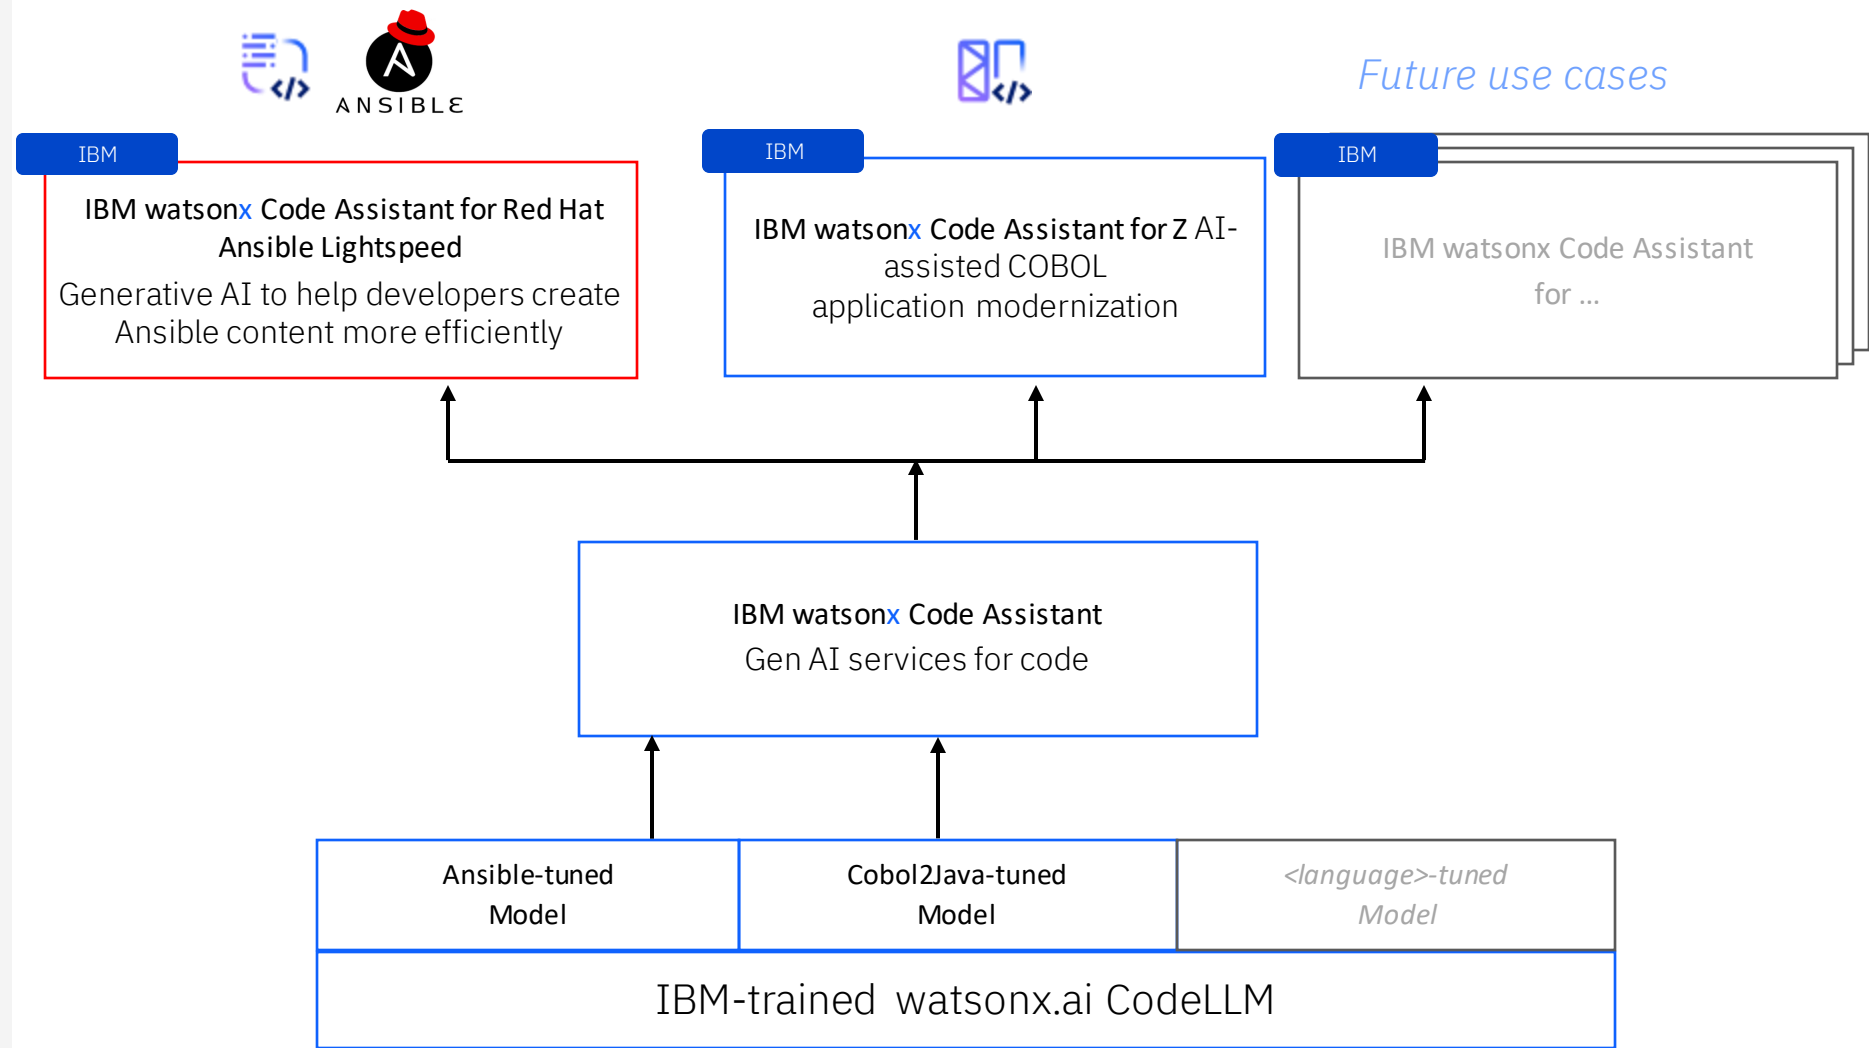 ANSIBLE
Future use cases
IBM
IBM watsonx Code Assistant for Red Hat
Ansible Lightspeed
Generative AI to help developers create
Ansible content more efficiently
IBM
IBM watsonx Code Assistant for Z AI-
assisted COBOL
application modernization
IBM
IBM watsonx Code Assistant
for ...
IBM watsonx Code Assistant
Gen AI services for code
Ansible-tuned
Model
Cobol2Java-tuned
Model
<language>-tuned
Model
IBM-trained watsonx.ai CodeLLM